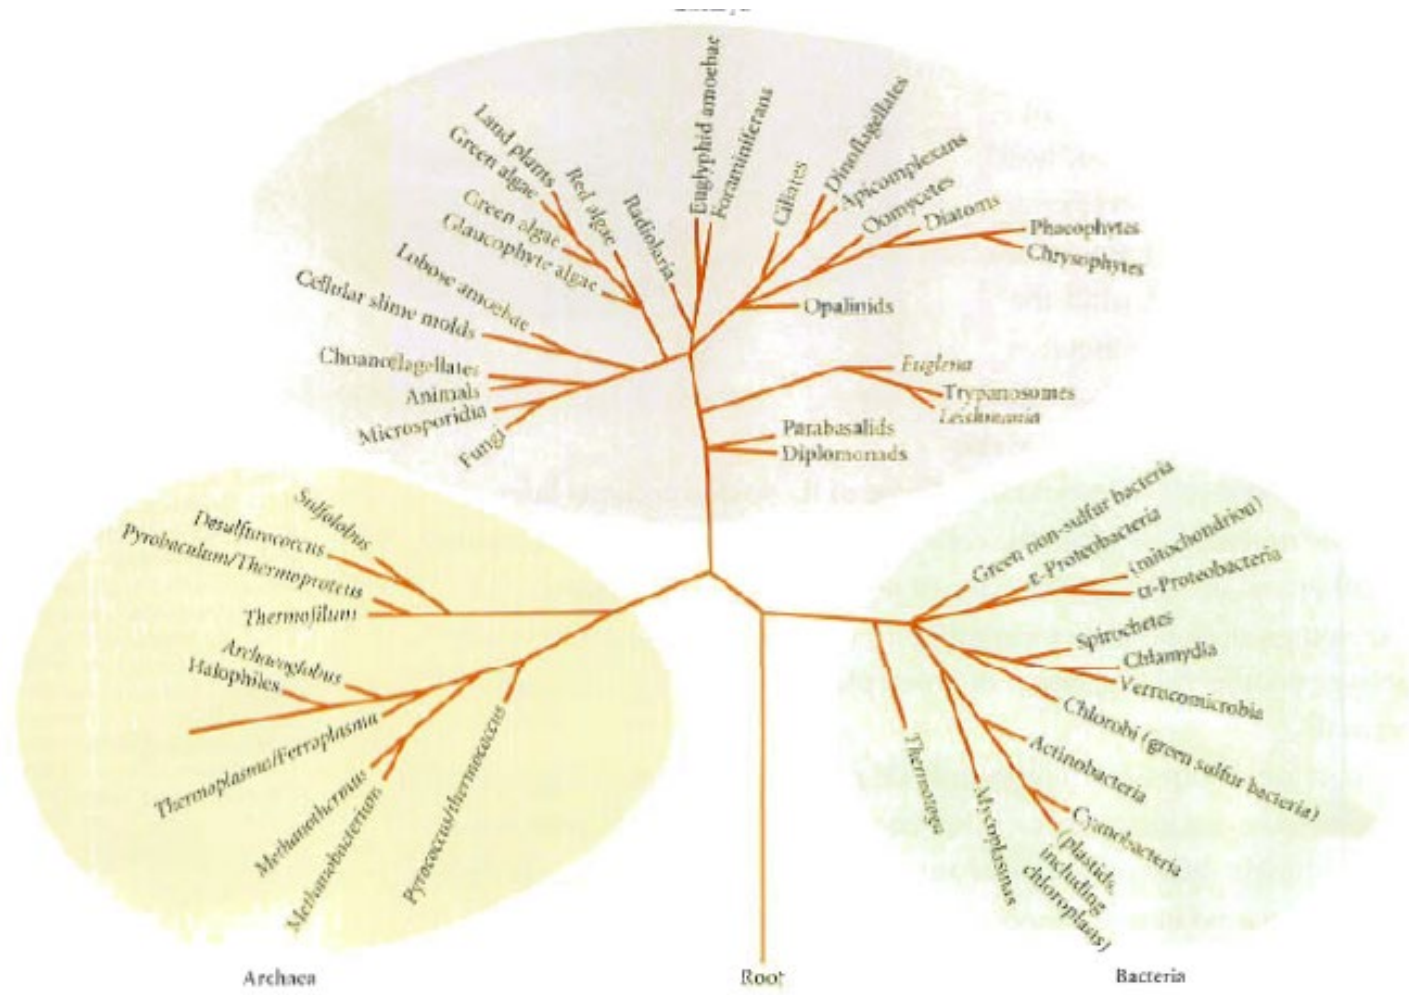 Euglyphid amoebae
Foraminiferans
Dinoflagellates
Land plants
Green algae
Red algae
Radiolaria
Ciliates
Apicomplexans
Oomycetes
Diatoms
Phaeophytes
Chrysophytes
Green algae
Glaucophyte algae
Lobose amoebae
Cellular slime molds
Opalinids
Choanoflagellates
Animals
Microsporidia
Fungi
Euglena
Trypanosomes
Leishmania
Parabasalids
Diplomonads
Sulfolobus
Desulfurococcus
Pyrobaculum/Thermoproteus
Thermofilum
Archaeoglobus
Halophiles
Thermoplasma/Ferroplasma
Methanothermus
Methanobacterium
Pyrococcus/thermococcus
Green non-sulfur bacteria
ε-Proteobacteria
(mitochondrion)
α-Proteobacteria
Spirochetes
Chlamydia
Verrucomicrobia
Chlorobi (green sulfur bacteria)
Actinobacteria
Cyanobacteria
(plastids,
including
chloroplasts)
Mycoplasmas
Thermotoga
Archaea
Root
Bacteria